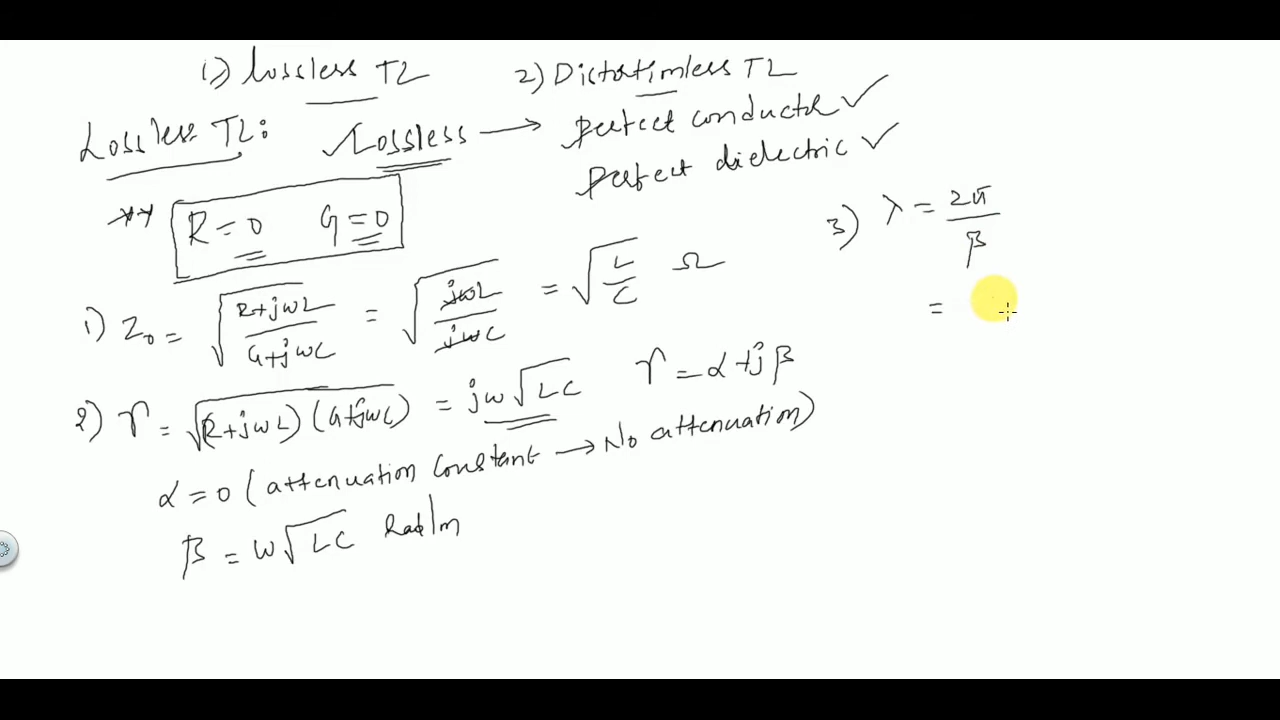 1) Lossless TL 2) Distortionless TL
Lossless TL: Lossless → perfect conductor ✓
perfect dielectric ✓
** R=0 G=0
1) Z₀ = √((R+jωL)/(G+jωC)) = √(jωL/jωC) = √(L/C) Ω
2) γ = √((R+jωL)(G+jωC)) = jω√LC γ = α+jβ
α=0 (attenuation constant → No attenuation)
β = ω√LC Rad/m
3) λ = 2π/β
=